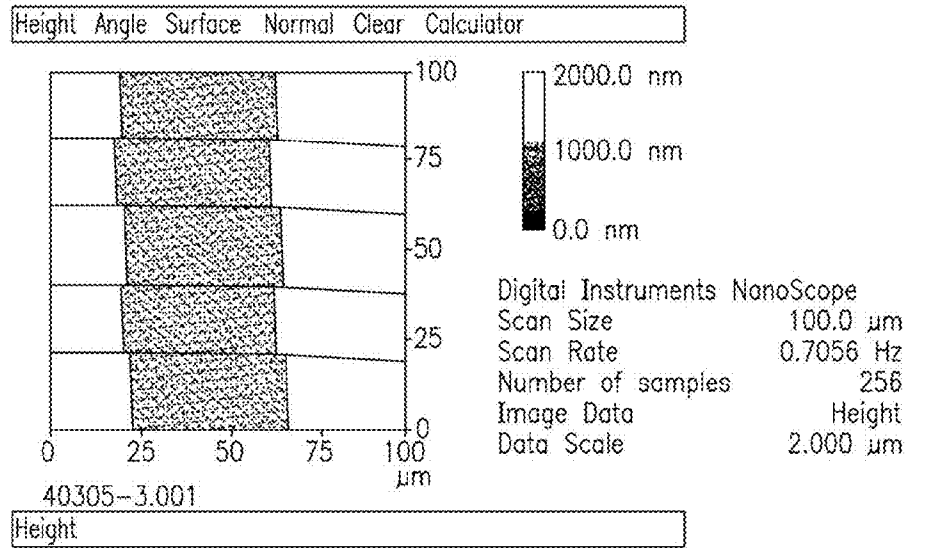 Height Angle Surface Normal Clear Calculator
100
75
50
25
0
0 25 50 75 100
µm
2000.0 nm
1000.0 nm
0.0 nm
Digital Instruments NanoScope
Scan Size 100.0 µm
Scan Rate 0.7056 Hz
Number of samples 256
Image Data Height
Data Scale 2.000 µm
40305-3.001
Height